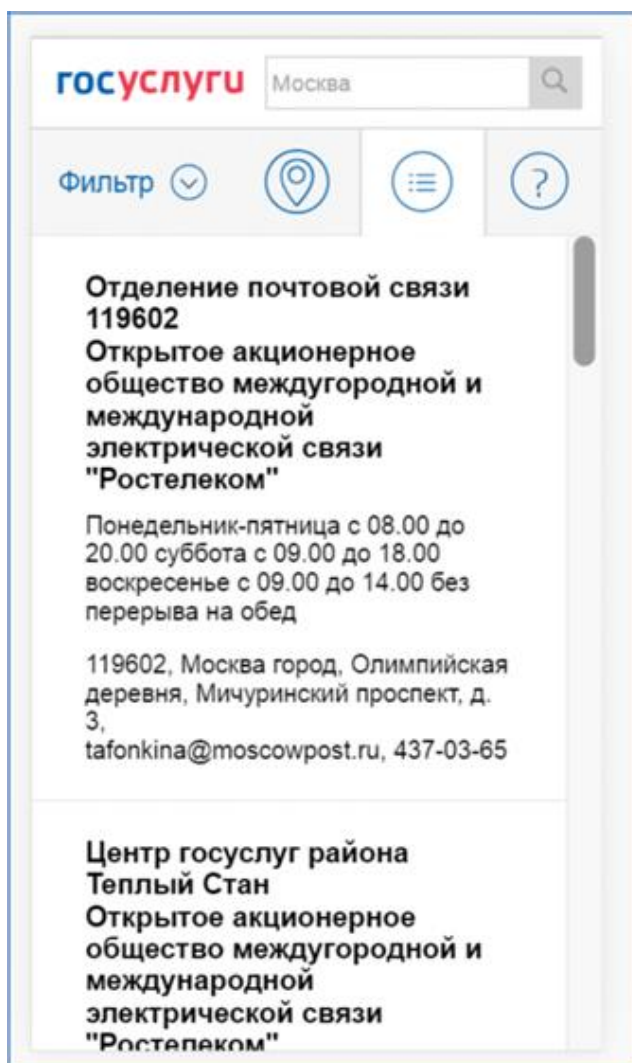 госуслуги
Москва
Фильтр
?
Отделение почтовой связи
119602
Открытое акционерное
общество междугородной и
международной
электрической связи
"Ростелеком"
Понедельник-пятница с 08.00 до
20.00 суббота с 09.00 до 18.00
воскресенье с 09.00 до 14.00 без
перерыва на обед
119602, Москва город, Олимпийская
деревня, Мичуринский проспект, д.
3,
tafonkina@moscowpost.ru, 437-03-65
Центр госуслуг района
Теплый Стан
Открытое акционерное
общество междугородной и
международной
электрической связи
"Ростелеком"